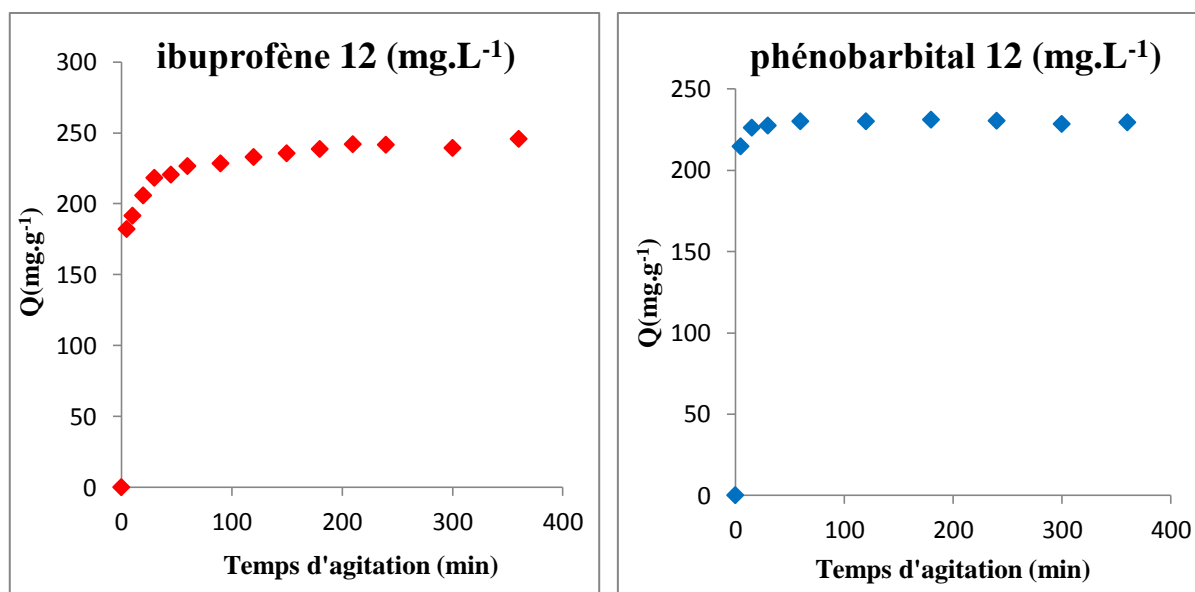 ibuprofène 12 (mg.L-1)
300
250
200
150
100
50
0
Q(mg.g-1)
0 100 200 300 400
Temps d'agitation (min)
phénobarbital 12 (mg.L-1)
250
200
150
100
50
0
Q(mg.g-1)
0 100 200 300 400
Temps d'agitation (min)